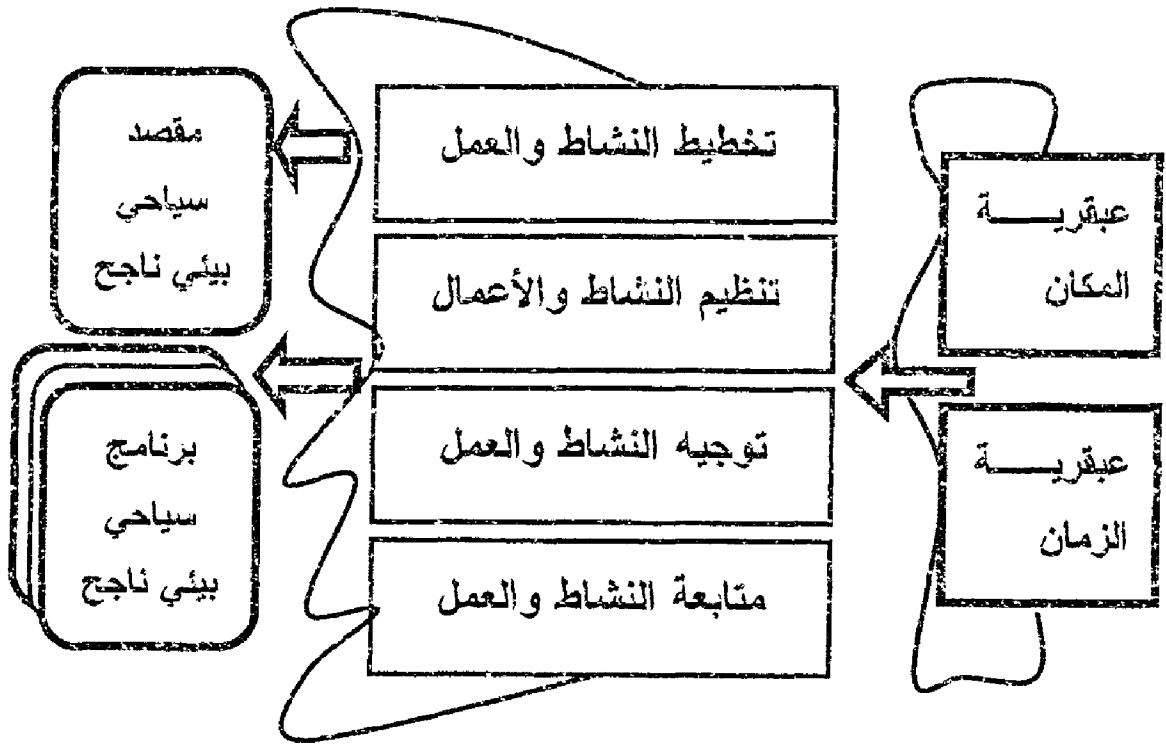 عبقرية
المكان
عبقرية
الزمان
تخطيط النشاط والعمل
تنظيم النشاط والأعمال
توجيه النشاط والعمل
متابعة النشاط والعمل
مقصد
سياحي
بيئي ناجح
برنامج
سياحي
بيئي ناجح